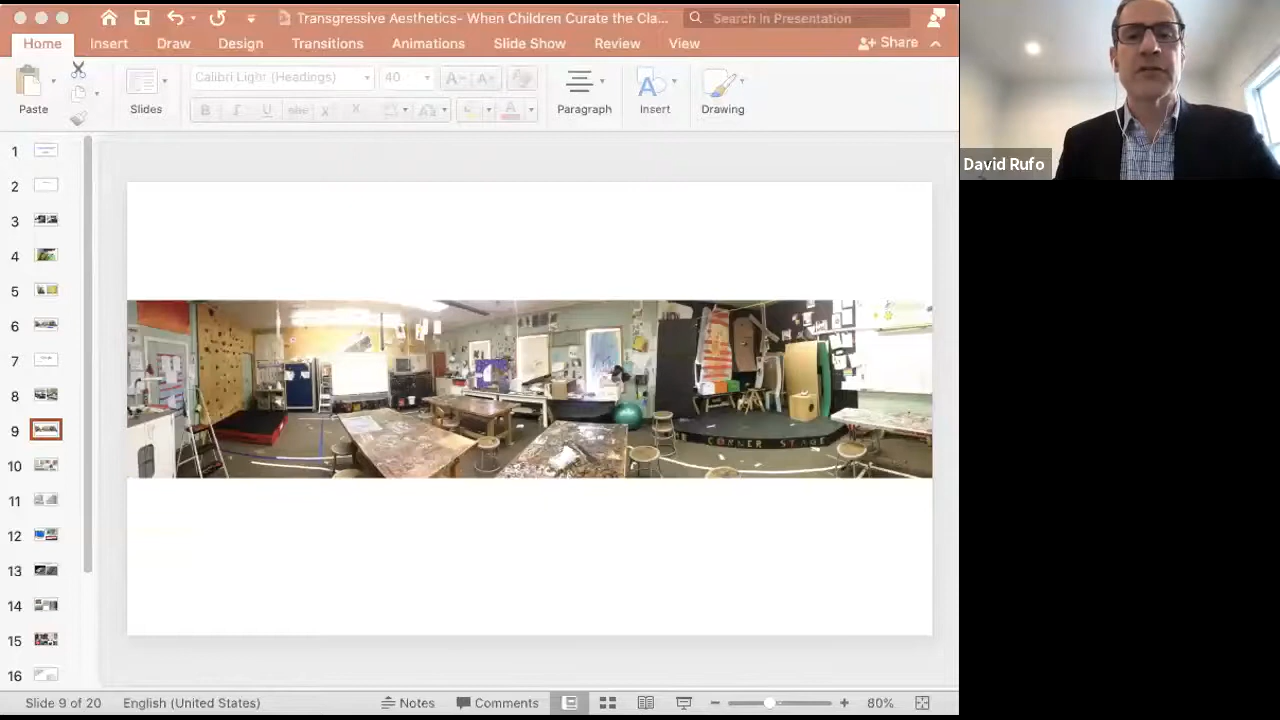 Transgressive Aesthetics- When Children Curate the Cla...
Search in Presentation
Home Insert Draw Design Transitions Animations Slide Show Review View Share
Calibri Light (Headings) 40
Paste Slides Paragraph Insert Drawing
David Rufo
1
2
3
4
5
6
7
8
9
10
11
12
13
14
15
16
CORNER STAGE
Slide 9 of 20 English (United States) Notes Comments 80%